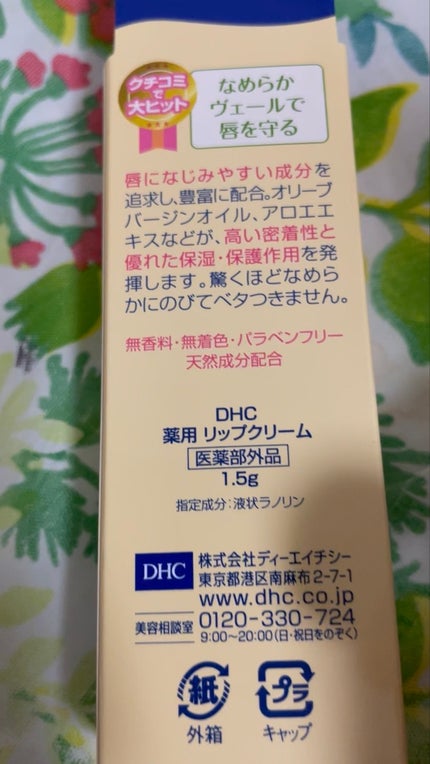 クチコミ
で
大ヒット
なめらか
ヴェールで
唇を守る
唇になじみやすい成分を
追求し、豊富に配合。オリーブ
バージンオイル、アロエエ
キスなどが、高い密着性と
優れた保湿・保護作用を発
揮します。驚くほどなめら
かにのびてベタつきません。
無香料・無着色・パラベンフリー
天然成分配合
DHC
薬用 リップクリーム
医薬部外品
1.5g
指定成分:液状ラノリン
DHC
株式会社ディーエイチシー
東京都港区南麻布2-7-1
www.dhc.co.jp
美容相談室
0120-330-724
9:00〜20:00(日・祝日をのぞく)
紙
外箱
プラ
キャップ